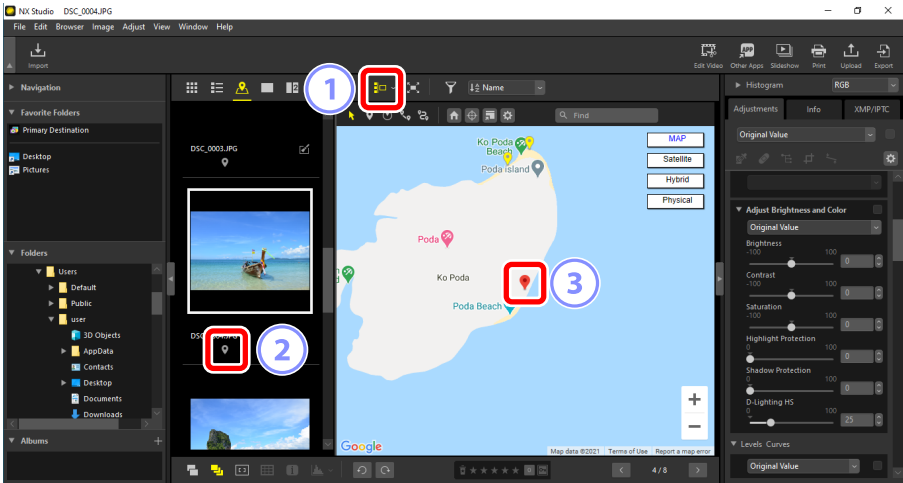 NX Studio DSC_0004.JPG
File Edit Browser Image Adjust View Window Help
Import
Edit Video Other Apps Slideshow Print Upload Export
APP
Navigation
Favorite Folders
Primary Destination
Desktop
Pictures
Folders
Users
Default
Public
user
3D Objects
AppData
Contacts
Desktop
Documents
Downloads
Albums
1
Name
DSC_0003.JPG
2
Find
MAP
Satellite
Hybrid
Physical
Ko Poda
Beach
Poda island
Poda
Ko Poda
3
Poda Beach
Google
Map data ©2021 Terms of Use Report a map error
4/8
Histogram RGB
Adjustments Info XMP/IPTC
Original Value
Adjust Brightness and Color
Original Value
Brightness
-100 100
0
Contrast
-100 100
0
Saturation
-100 100
0
Highlight Protection
0 100
0
Shadow Protection
0 100
0
D-Lighting HS
0 100
25
Levels Curves
Original Value